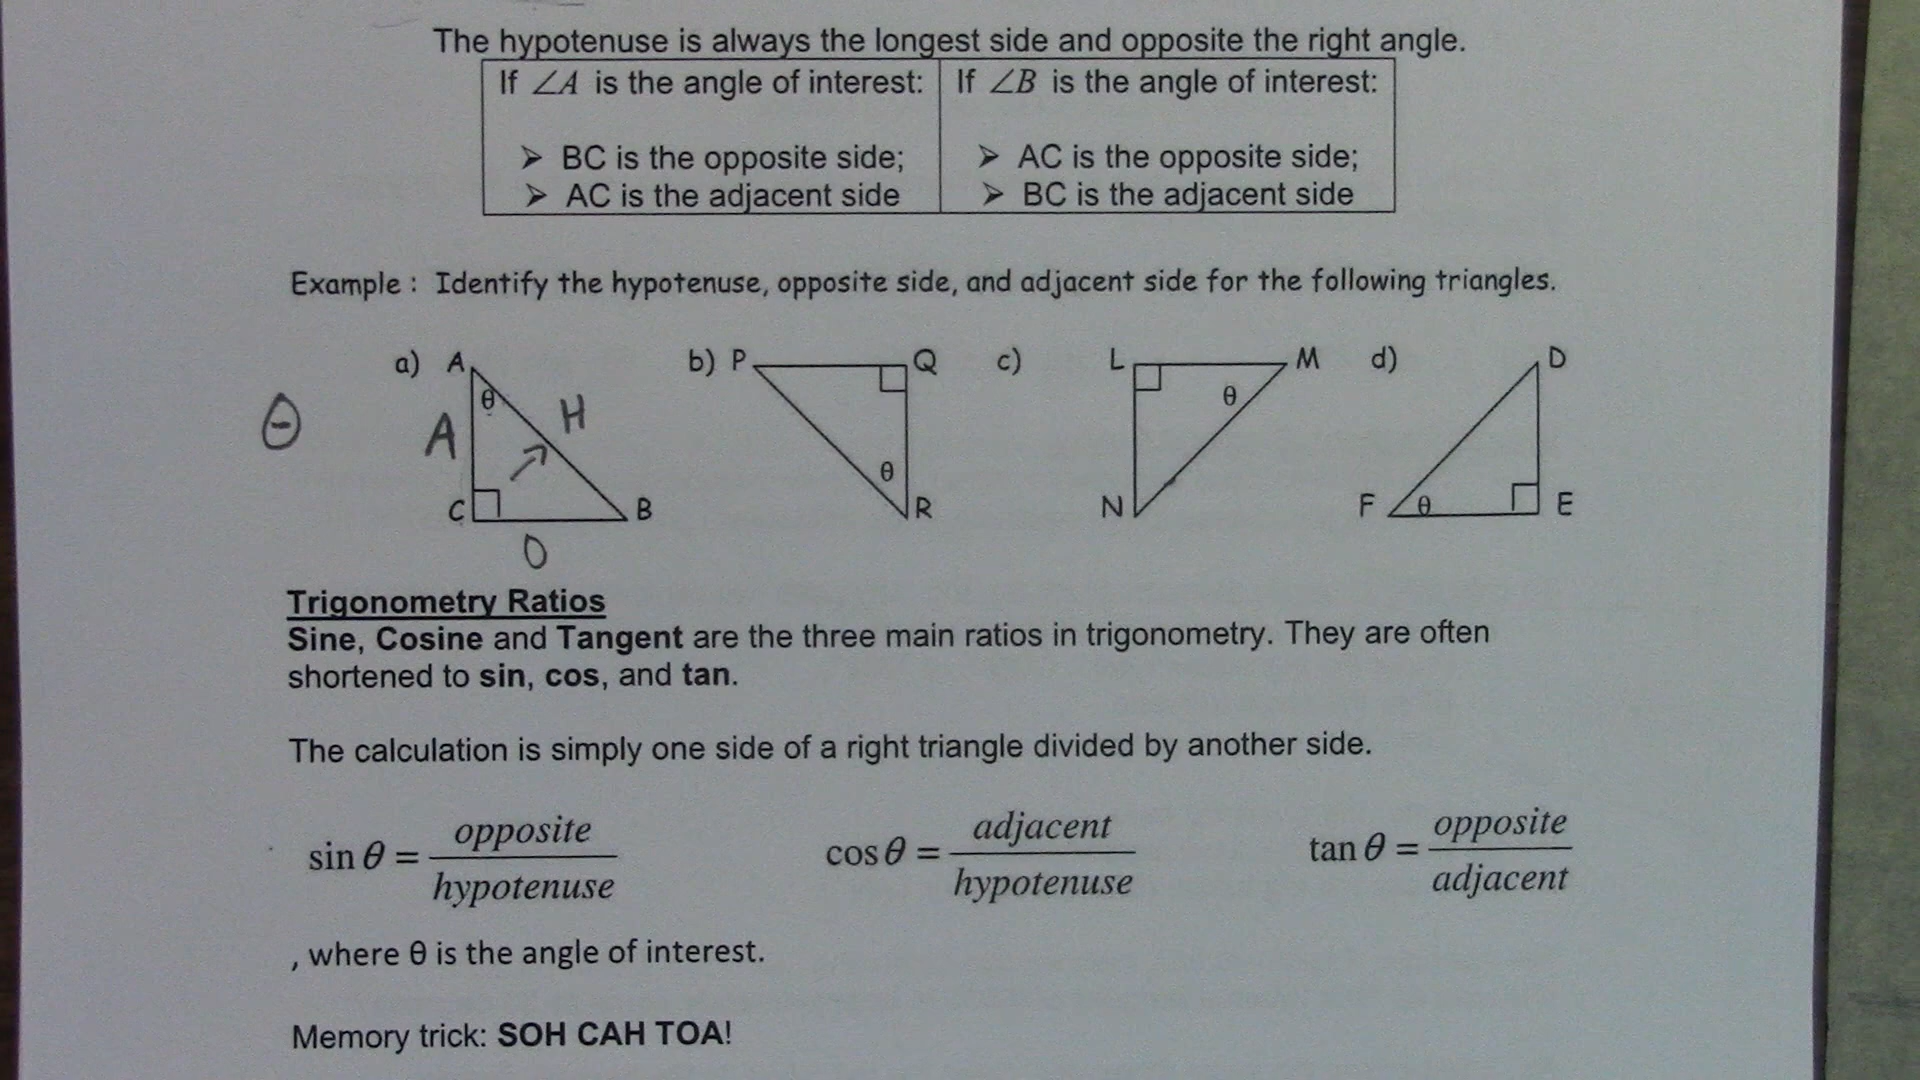 The hypotenuse is always the longest side and opposite the right angle.
If ∠A is the angle of interest:
➢ BC is the opposite side;
➢ AC is the adjacent side
If ∠B is the angle of interest:
➢ AC is the opposite side;
➢ BC is the adjacent side
Example : Identify the hypotenuse, opposite side, and adjacent side for the following triangles.
a) A θ C B A H O
b) P Q θ R
c) L M θ N
d) D F θ E
θ
Trigonometry Ratios
Sine, Cosine and Tangent are the three main ratios in trigonometry. They are often
shortened to sin, cos, and tan.
The calculation is simply one side of a right triangle divided by another side.
sin θ = opposite / hypotenuse
cos θ = adjacent / hypotenuse
tan θ = opposite / adjacent
, where θ is the angle of interest.
Memory trick: SOH CAH TOA!